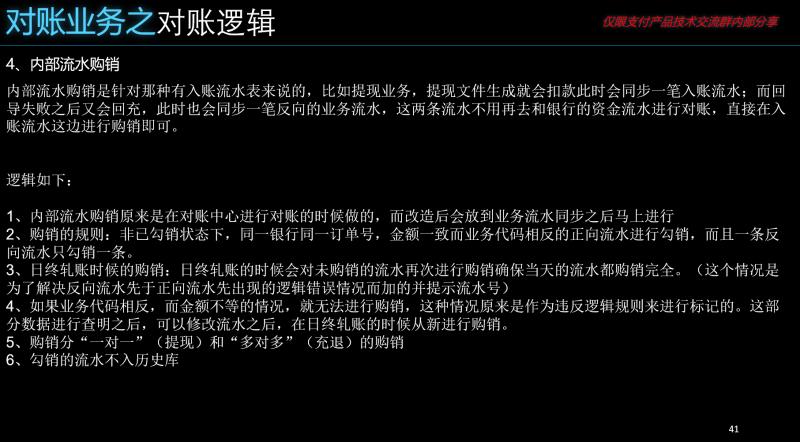 对账业务之对账逻辑
仅限支付产品技术交流群内部分享
4、内部流水购销
内部流水购销是针对那种有入账流水表来说的，比如提现业务，提现文件生成就会扣款此时会同步一笔入账流水；而回
导失败之后又会回充，此时也会同步一笔反向的业务流水，这两条流水不用再去和银行的资金流水进行对账，直接在入
账流水这边进行购销即可。
逻辑如下：
1、内部流水购销原来是在对账中心进行对账的时候做的，而改造后会放到业务流水同步之后马上进行
2、购销的规则：非已勾销状态下，同一银行同一订单号，金额一致而业务代码相反的正向流水进行勾销，而且一条反
向流水只勾销一条。
3、日终轧账时候的购销：日终轧账的时候会对未购销的流水再次进行购销确保当天的流水都购销完全。（这个情况是
为了解决反向流水先于正向流水先出现的逻辑错误情况而加的并提示流水号）
4、如果业务代码相反，而金额不等的情况，就无法进行购销，这种情况原来是作为违反逻辑规则来进行标记的。这部
分数据进行查明之后，可以修改流水之后，在日终轧账的时候从新进行购销。
5、购销分“一对一”（提现）和“多对多”（充退）的购销
6、勾销的流水不入历史库
41